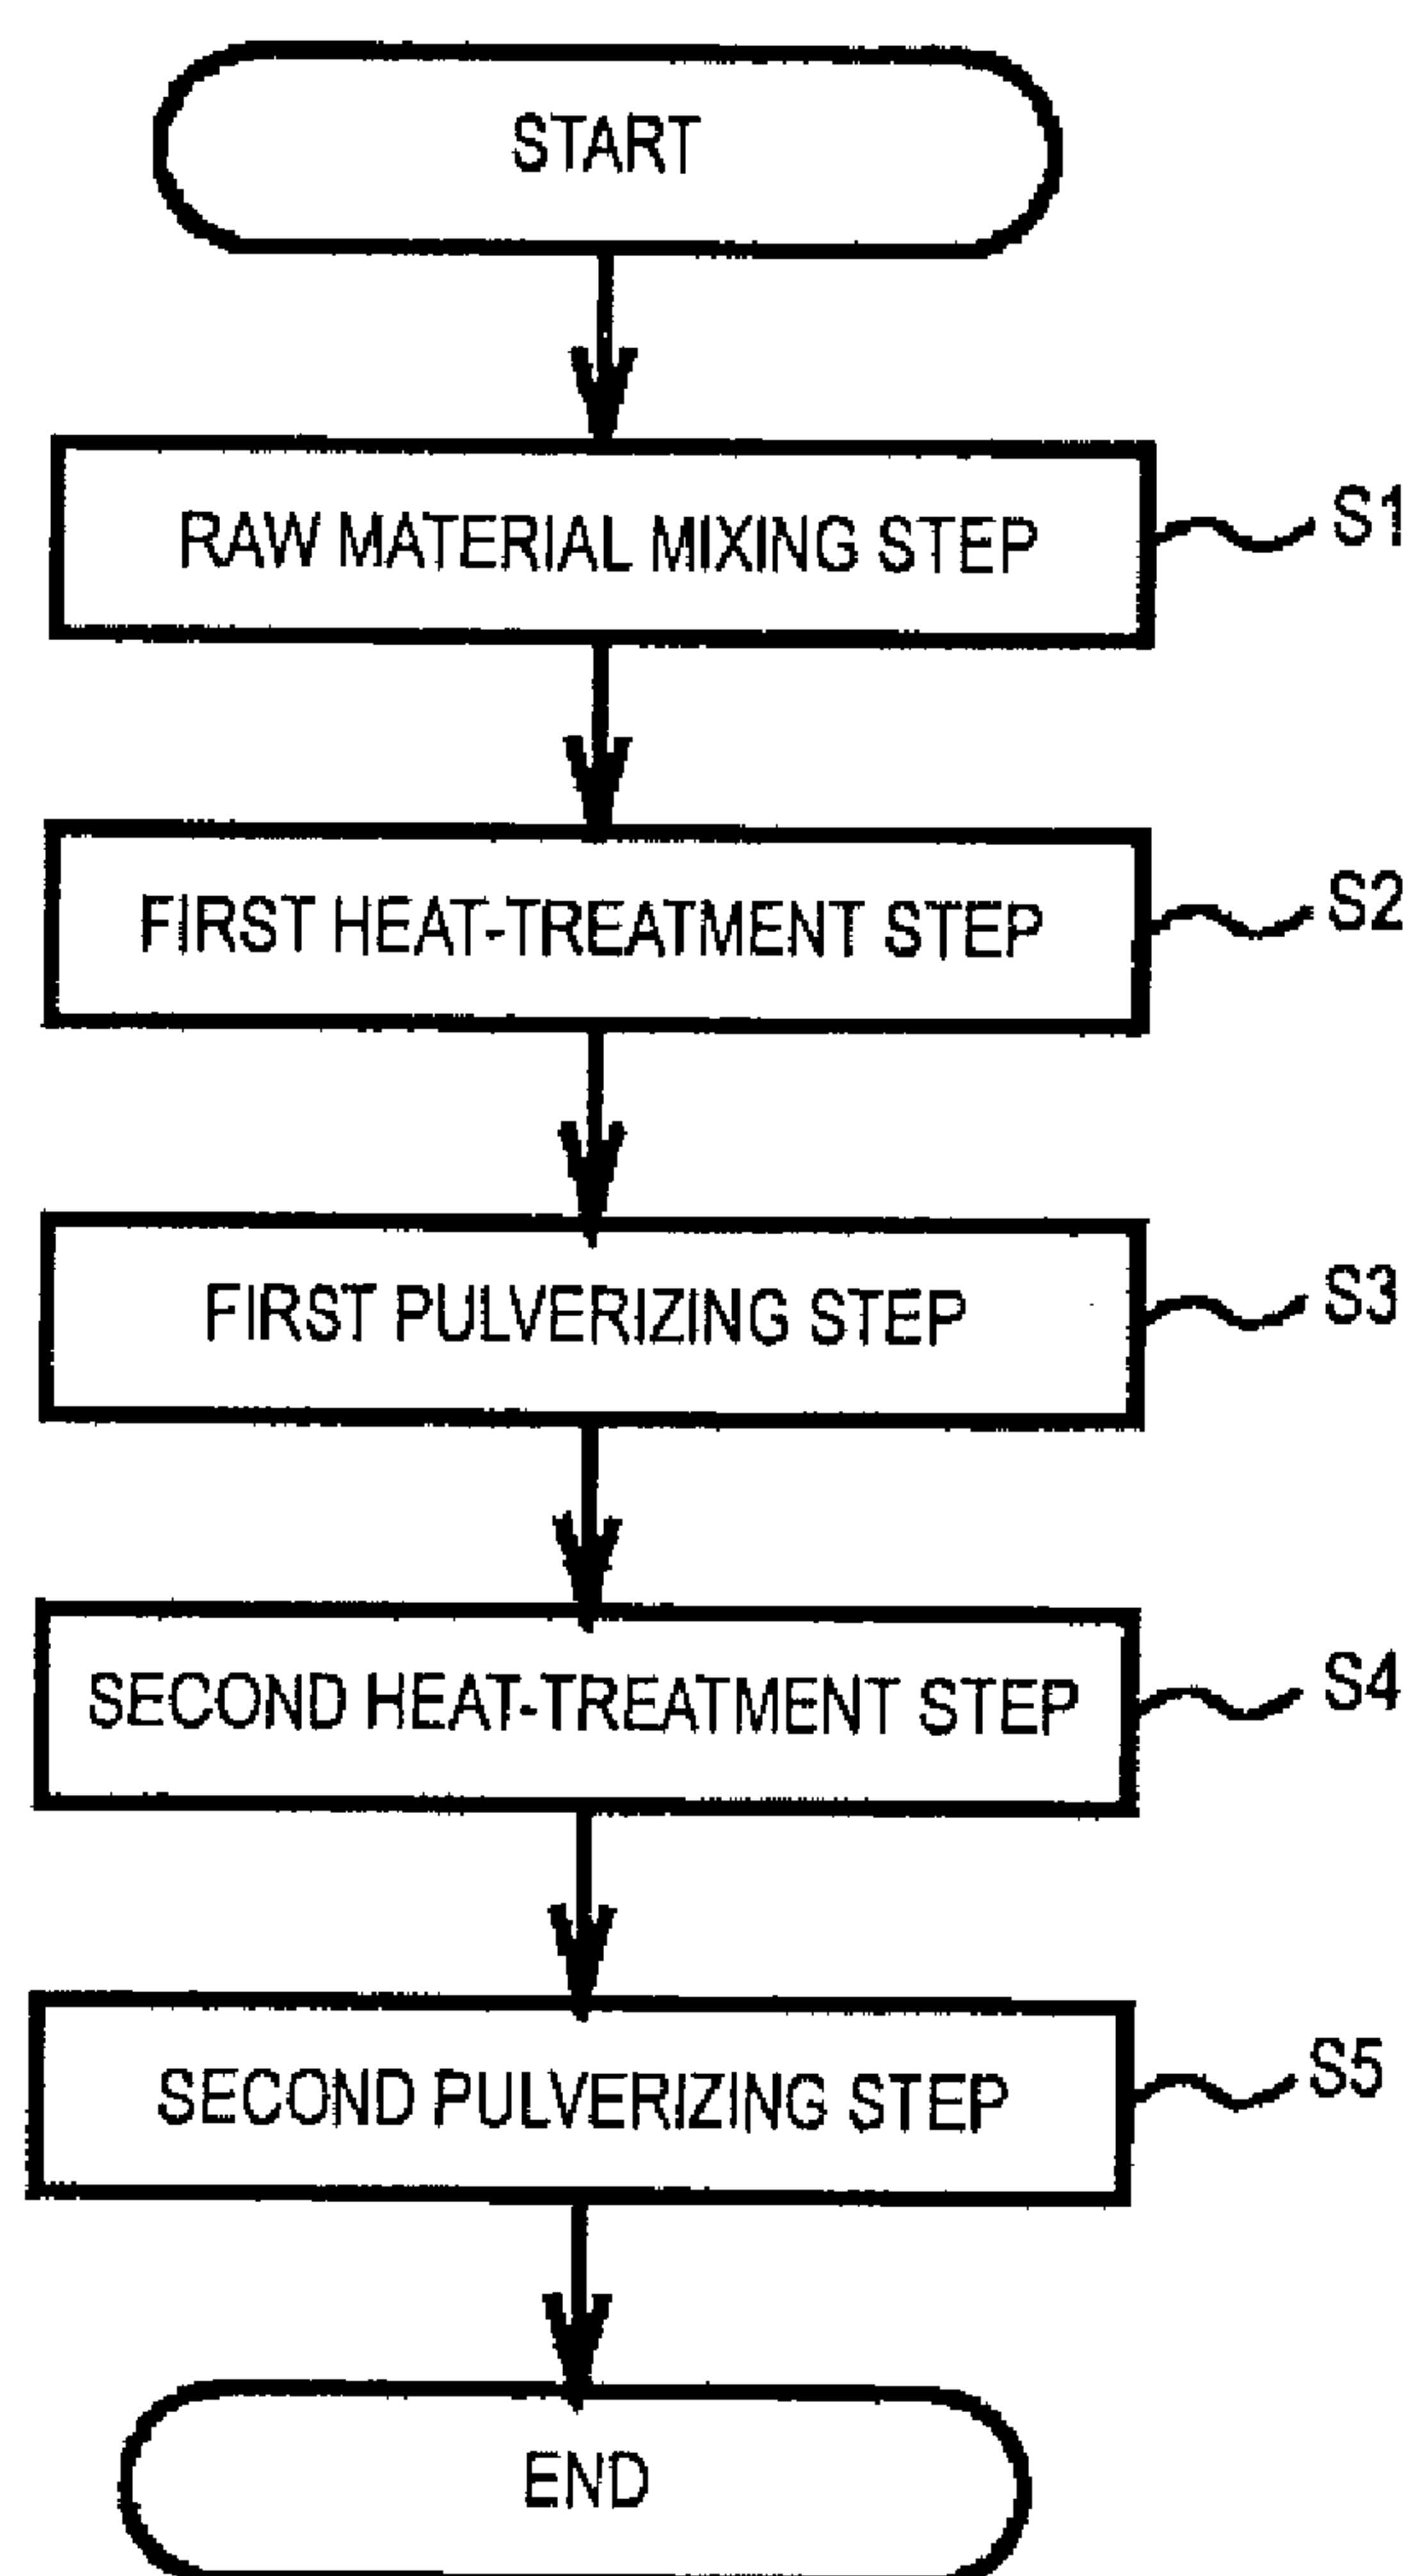 START
RAW MATERIAL MIXING STEP S1
FIRST HEAT-TREATMENT STEP S2
FIRST PULVERIZING STEP S3
SECOND HEAT-TREATMENT STEP S4
SECOND PULVERIZING STEP S5
END